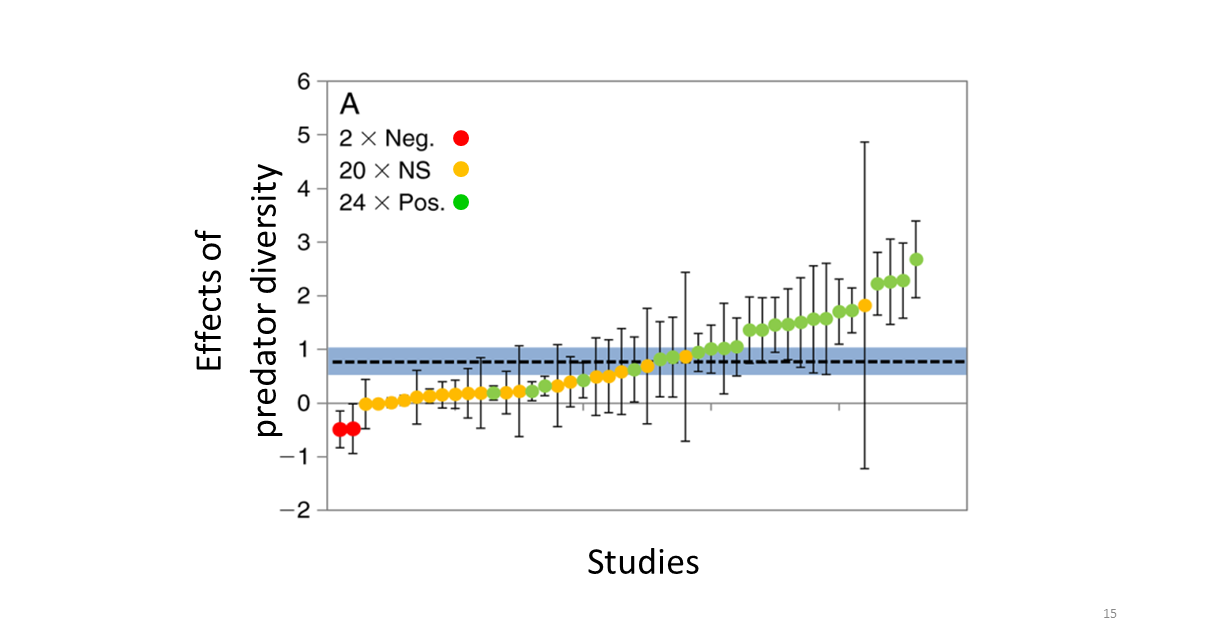 6
A
2 × Neg.
5
20 × NS
4
24 × Pos.
3
2
1
0
−1
−2
Effects of
predator diversity
Studies
15